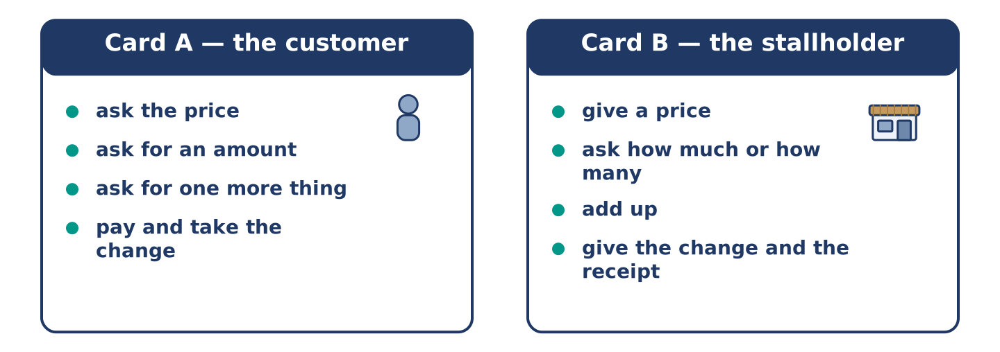 Card A — the customer
ask the price
ask for an amount
ask for one more thing
pay and take the
change
Card B — the stallholder
give a price
ask how much or how
many
add up
give the change and the
receipt